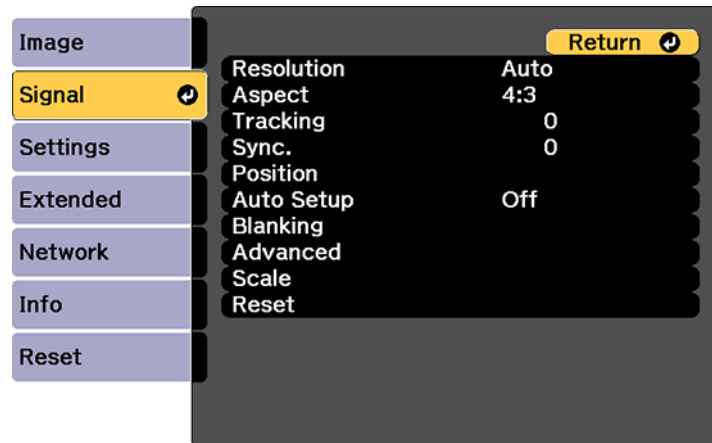 Image
Signal
Settings
Extended
Network
Info
Reset
Return
Resolution Auto
Aspect 4:3
Tracking 0
Sync. 0
Position
Auto Setup Off
Blanking
Advanced
Scale
Reset